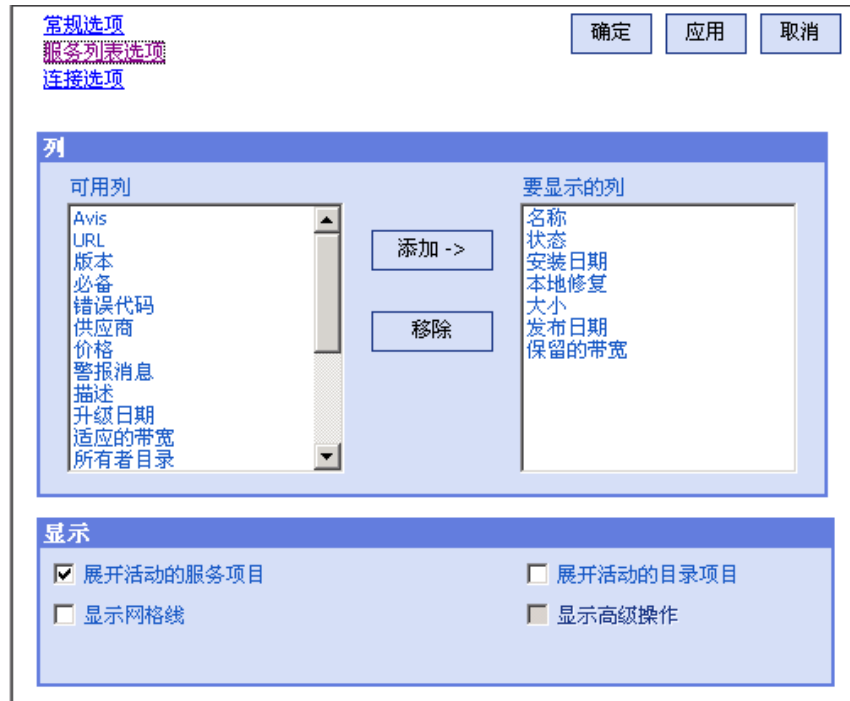 常规选项
服务列表选项
连接选项
确定 应用 取消
列
可用列
Avis
URL
版本
必备
错误代码
供应商
价格
警报消息
描述
升级日期
适应的带宽
所有者目录
添加 ->
移除
要显示的列
名称
状态
安装日期
本地修复
大小
发布日期
保留的带宽
显示
展开活动的服务项目
展开活动的目录项目
显示网格线
显示高级操作